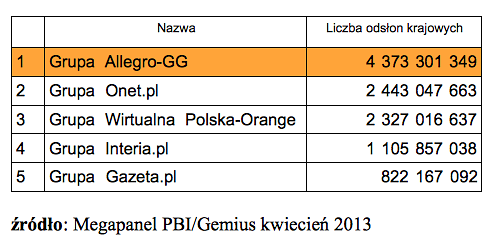 Nazwa Liczba odsłon krajowych
1 Grupa Allegro-GG 4 373 301 349
2 Grupa Onet.pl 2 443 047 663
3 Grupa Wirtualna Polska-Orange 2 327 016 637
4 Grupa Interia.pl 1 105 857 038
5 Grupa Gazeta.pl 822 167 092
źródło: Megapanel PBI/Gemius kwiecień 2013